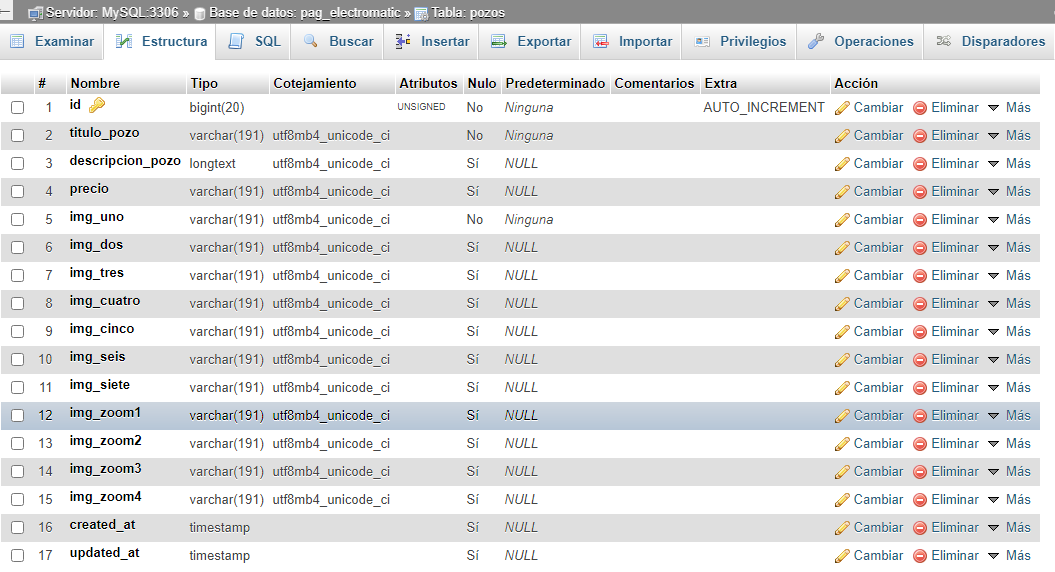 Servidor: MySQL:3306 » Base de datos: pag_electromatic » Tabla: pozos
Examinar Estructura SQL Buscar Insertar Exportar Importar Privilegios Operaciones Disparadores
# Nombre Tipo Cotejamiento Atributos Nulo Predeterminado Comentarios Extra Acción
1 id bigint(20) UNSIGNED No Ninguna AUTO_INCREMENT Cambiar Eliminar Más
2 titulo_pozo varchar(191) utf8mb4_unicode_ci No Ninguna Cambiar Eliminar Más
3 descripcion_pozo longtext utf8mb4_unicode_ci Sí NULL Cambiar Eliminar Más
4 precio varchar(191) utf8mb4_unicode_ci Sí NULL Cambiar Eliminar Más
5 img_uno varchar(191) utf8mb4_unicode_ci No Ninguna Cambiar Eliminar Más
6 img_dos varchar(191) utf8mb4_unicode_ci Sí NULL Cambiar Eliminar Más
7 img_tres varchar(191) utf8mb4_unicode_ci Sí NULL Cambiar Eliminar Más
8 img_cuatro varchar(191) utf8mb4_unicode_ci Sí NULL Cambiar Eliminar Más
9 img_cinco varchar(191) utf8mb4_unicode_ci Sí NULL Cambiar Eliminar Más
10 img_seis varchar(191) utf8mb4_unicode_ci Sí NULL Cambiar Eliminar Más
11 img_siete varchar(191) utf8mb4_unicode_ci Sí NULL Cambiar Eliminar Más
12 img_zoom1 varchar(191) utf8mb4_unicode_ci Sí NULL Cambiar Eliminar Más
13 img_zoom2 varchar(191) utf8mb4_unicode_ci Sí NULL Cambiar Eliminar Más
14 img_zoom3 varchar(191) utf8mb4_unicode_ci Sí NULL Cambiar Eliminar Más
15 img_zoom4 varchar(191) utf8mb4_unicode_ci Sí NULL Cambiar Eliminar Más
16 created_at timestamp Sí NULL Cambiar Eliminar Más
17 updated_at timestamp Sí NULL Cambiar Eliminar Más